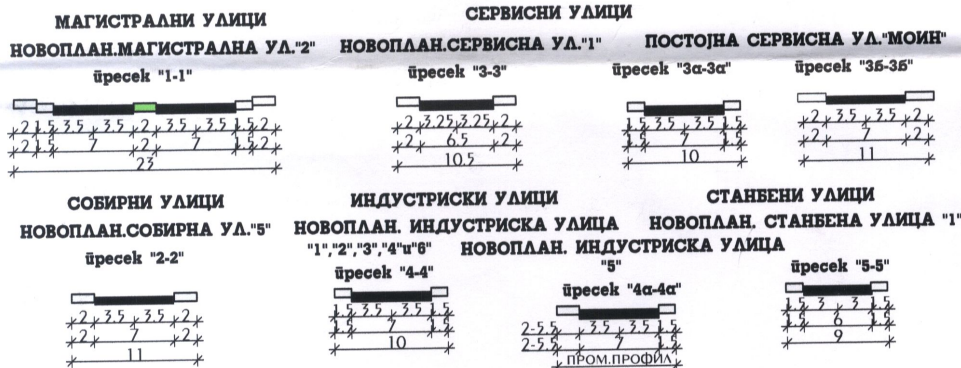 МАГИСТРАЛНИ УЛИЦИ
НОВОПЛАН.МАГИСТРАЛНА УЛ."2"
пресек "1-1"
2 1.5 3.5 3.5 2 3.5 3.5 1.5 2
2 1.5 7 2 7 1.5 2
23
СЕРВИСНИ УЛИЦИ
НОВОПЛАН.СЕРВИСНА УЛ."1"
пресек "3-3"
2 3.25 3.25 2
2 6.5 2
10.5
ПОСТОЈНА СЕРВИСНА УЛ."МОИН"
пресек "3а-3а"
1.5 3.5 3.5 1.5
1.5 7 1.5
10
пресек "3б-3б"
2 3.5 3.5 2
2 7 2
11
СОБИРНИ УЛИЦИ
НОВОПЛАН.СОБИРНА УЛ."5"
пресек "2-2"
2 3.5 3.5 2
2 7 2
11
ИНДУСТРИСКИ УЛИЦИ
НОВОПЛАН. ИНДУСТРИСКА УЛИЦА
"1","2","3","4"и"6"
пресек "4-4"
1.5 3.5 3.5 1.5
1.5 7 1.5
10
НОВОПЛАН. ИНДУСТРИСКА УЛИЦА
"5"
пресек "4а-4а"
2-5.5 3.5 3.5 1.5
2-5.5 7 1.5
ПРОМ.ПРОФИЛ
СТАНБЕНИ УЛИЦИ
НОВОПЛАН. СТАНБЕНА УЛИЦА "1"
пресек "5-5"
1.5 3 3 1.5
1.5 6 1.5
9